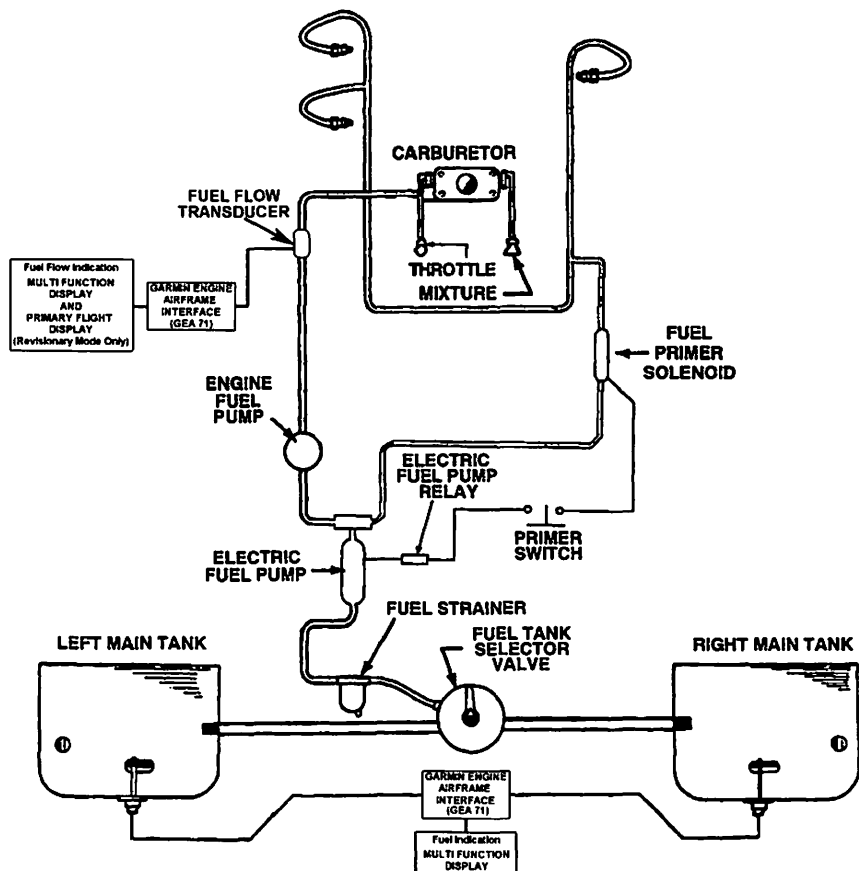 CARBURETOR
FUEL FLOW
TRANSDUCER
THROTTLE
MIXTURE
Fuel Flow Indication
MULTI FUNCTION
DISPLAY
AND
PRIMARY FLIGHT
DISPLAY
(Revisionary Mode Only)
GARMIN ENGINE
AIRFRAME
INTERFACE
(GEA 71)
FUEL
PRIMER
SOLENOID
ENGINE
FUEL
PUMP
ELECTRIC
FUEL PUMP
RELAY
PRIMER
SWITCH
ELECTRIC
FUEL PUMP
FUEL STRAINER
LEFT MAIN TANK
FUEL TANK
SELECTOR
VALVE
RIGHT MAIN TANK
GARMIN ENGINE
AIRFRAME
INTERFACE
(GEA 71)
Fuel Indication
MULTI FUNCTION
DISPLAY